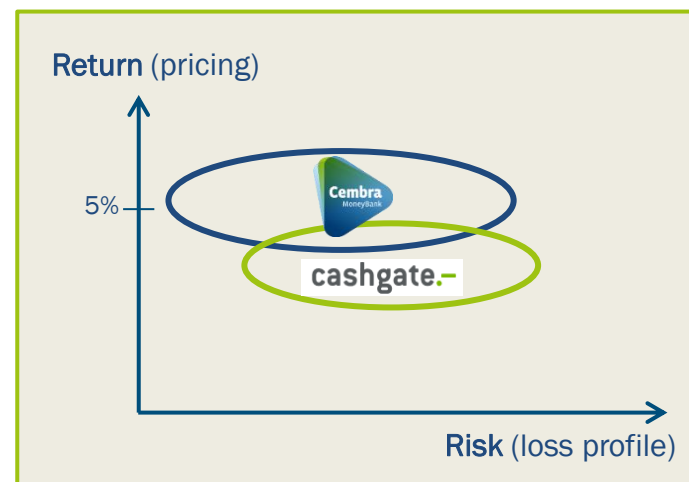 Return (pricing)
5%
Cembra
MoneyBank
cashgate.–
Risk (loss profile)